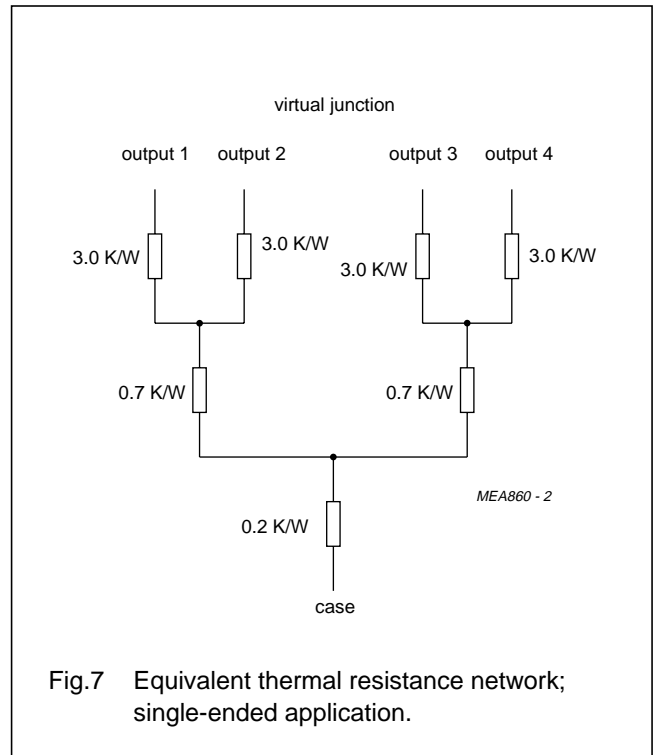 virtual junction
output 1 output 2 output 3 output 4
3.0 K/W 3.0 K/W 3.0 K/W 3.0 K/W
0.7 K/W 0.7 K/W
MEA860 - 2
0.2 K/W
case
Fig.7 Equivalent thermal resistance network;
single-ended application.